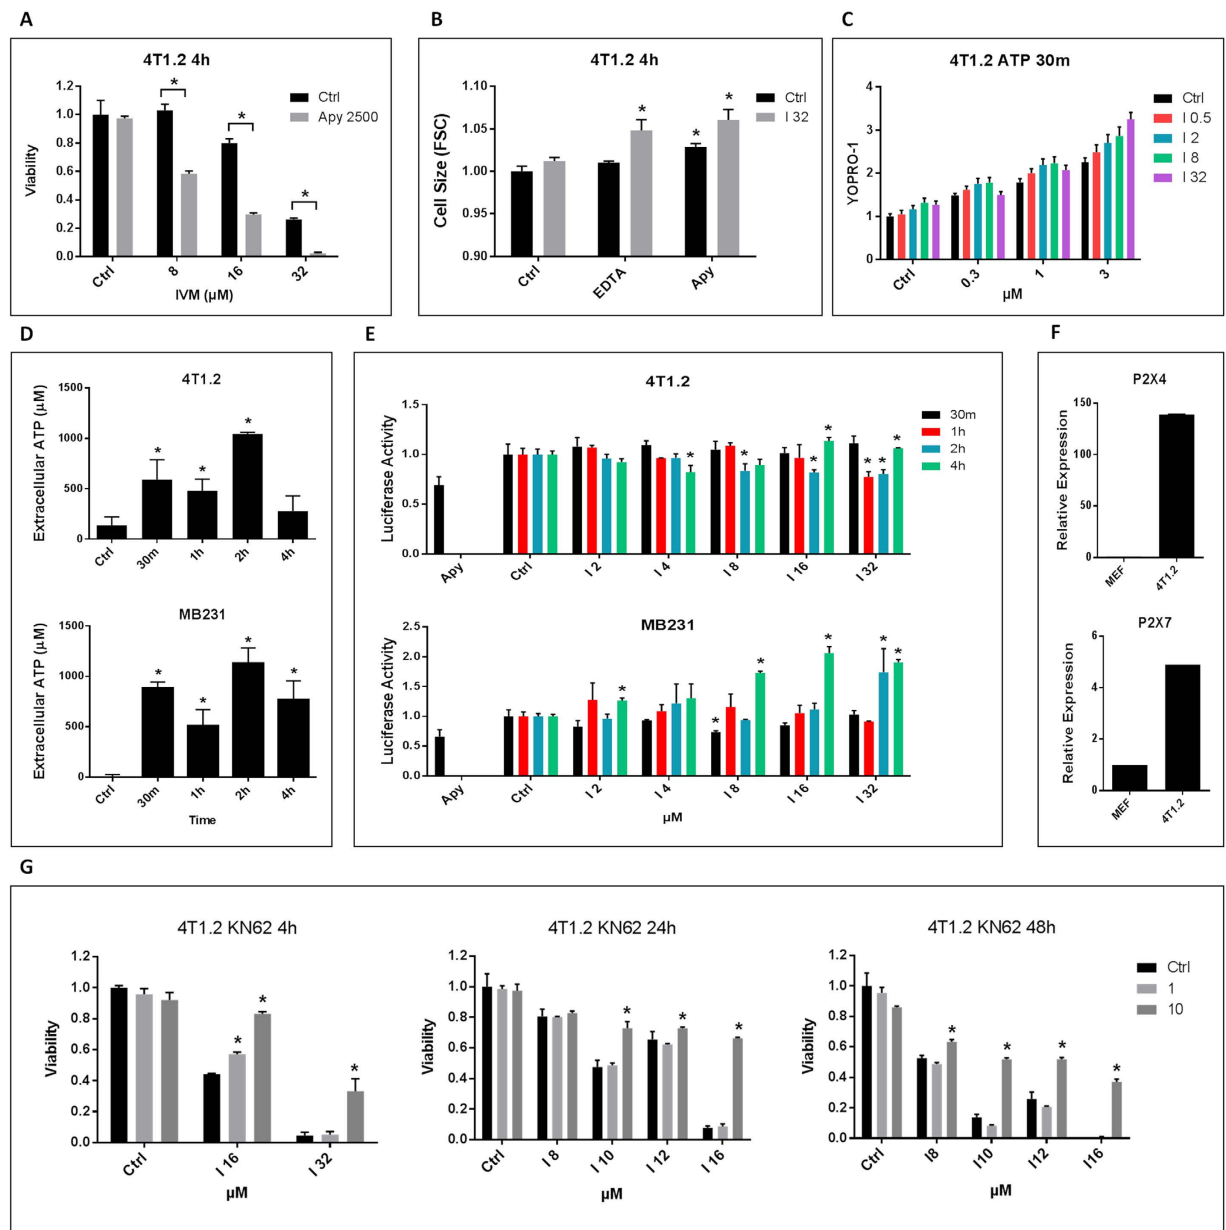 A
4T1.2 4h
Viability
1.2
1.0
0.8
0.6
0.4
0.2
0.0
*
*
*
Ctrl
Apy 2500
Ctrl
8
16
32
IVM (µM)
B
4T1.2 4h
Cell Size (FSC)
1.10
1.05
1.00
0.95
0.90
*
*
*
Ctrl
I 32
Ctrl
EDTA
Apy
C
4T1.2 ATP 30m
YOPRO-1
4
3
2
1
0
Ctrl
I 0.5
I 2
I 8
I 32
Ctrl
0.3
1
3
µM
D
4T1.2
Extracellular ATP (µM)
1500
1000
500
0
*
*
*
Ctrl
30m
1h
2h
4h
MB231
Extracellular ATP (µM)
1500
1000
500
0
*
*
*
*
Ctrl
30m
1h
2h
4h
Time
E
4T1.2
Luciferase Activity
1.5
1.0
0.5
0.0
*
*
*
*
*
*
*
30m
1h
2h
4h
Apy
Ctrl
I 2
I 4
I 8
I 16
I 32
MB231
Luciferase Activity
2.5
2.0
1.5
1.0
0.5
0.0
*
*
*
*
*
*
Apy
Ctrl
I 2
I 4
I 8
I 16
I 32
µM
F
P2X4
Relative Expression
150
100
50
0
MEF
4T1.2
P2X7
Relative Expression
6
4
2
0
MEF
4T1.2
G
4T1.2 KN62 4h
Viability
1.2
1.0
0.8
0.6
0.4
0.2
0.0
*
*
*
Ctrl
I 16
I 32
µM
4T1.2 KN62 24h
Viability
1.2
1.0
0.8
0.6
0.4
0.2
0.0
*
*
*
Ctrl
I 8
I 10
I 12
I 16
µM
4T1.2 KN62 48h
Viability
1.2
1.0
0.8
0.6
0.4
0.2
0.0
*
*
*
*
Ctrl
I8
I10
I12
I16
µM
Ctrl
1
10